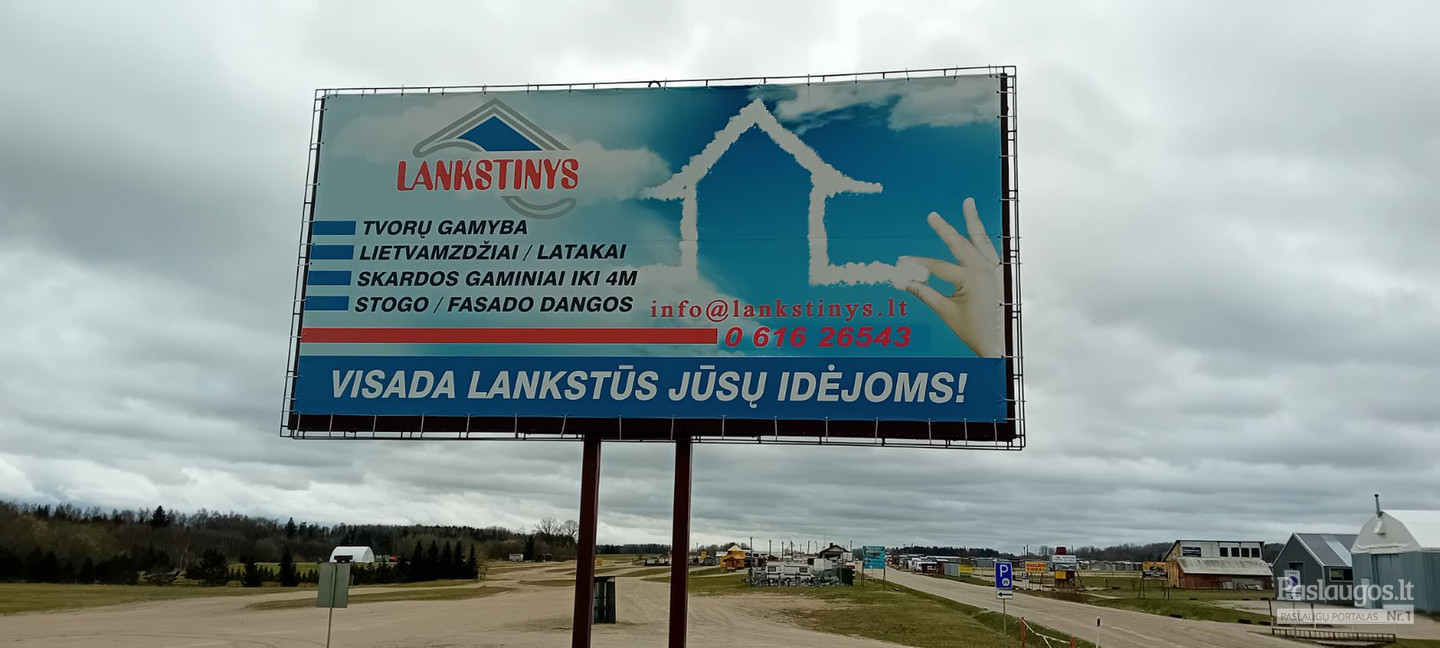 LANKSTINYS
TVORŲ GAMYBA
LIETVAMZDŽIAI / LATAKAI
SKARDOS GAMINIAI IKI 4M
STOGO / FASADO DANGOS
info@lankstinys.lt
0 616 26543
VISADA LANKSTŪS JŪSŲ IDĖJOMS!
P
Paslaugos.lt
PASLAUGŲ PORTALAS Nr.1